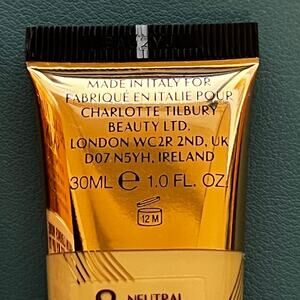 MADE IN ITALY FOR
FABRIQUÉ EN ITALIE POUR
CHARLOTTE TILBURY
BEAUTY LTD.
LONDON WC2R 2ND, UK
D07 N5YH, IRELAND
30ML e 1.0 FL. OZ.
12 M
NEUTRAL